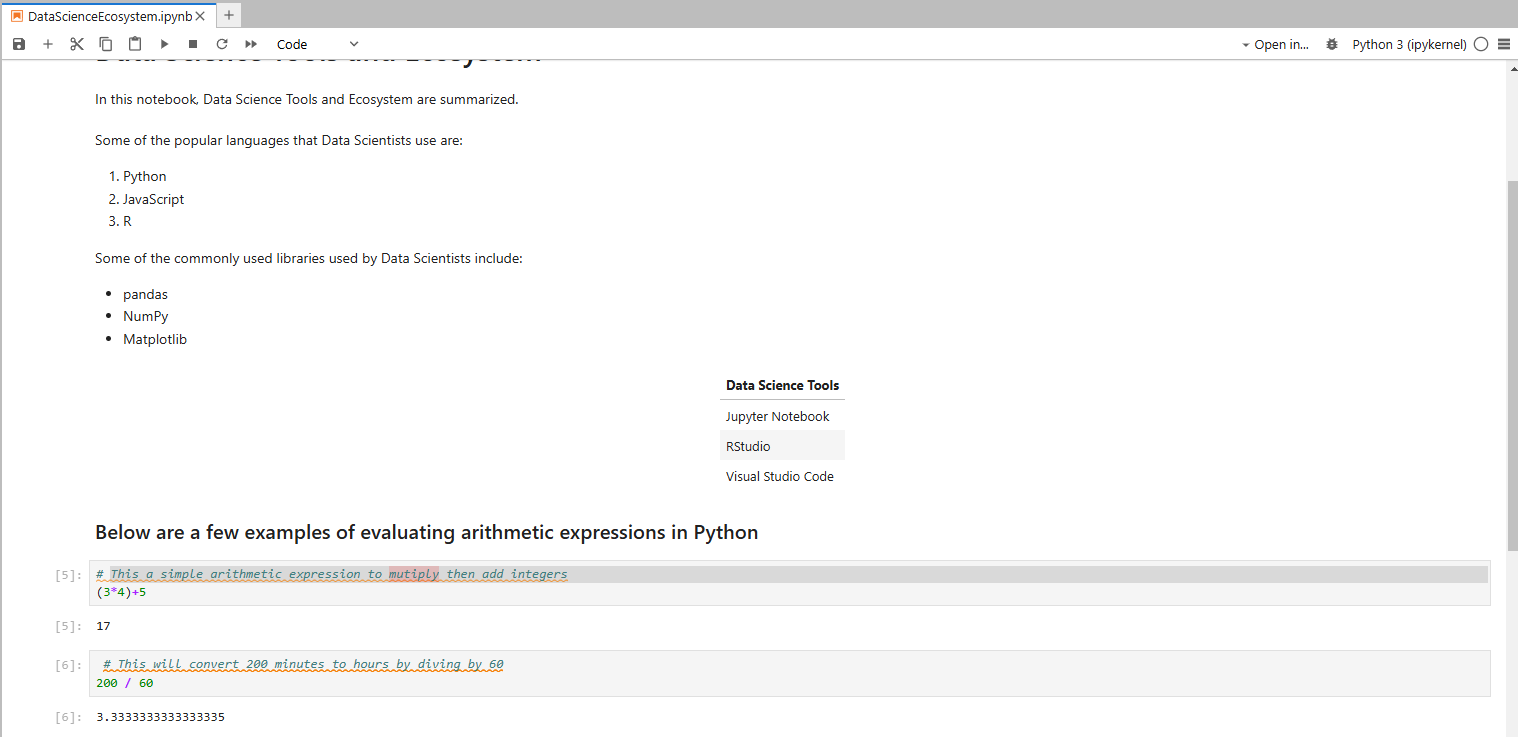 DataScienceEcosystem.ipynb
Code
Open in...
Python 3 (ipykernel)
Data Science Tools and Ecosystem
In this notebook, Data Science Tools and Ecosystem are summarized.
Some of the popular languages that Data Scientists use are:
1. Python
2. JavaScript
3. R
Some of the commonly used libraries used by Data Scientists include:
• pandas
• NumPy
• Matplotlib
Data Science Tools
Jupyter Notebook
RStudio
Visual Studio Code
Below are a few examples of evaluating arithmetic expressions in Python
[5]: # This a simple arithmetic expression to mutiply then add integers
(3*4)+5
[5]: 17
[6]: # This will convert 200 minutes to hours by diving by 60
200 / 60
[6]: 3.3333333333333335